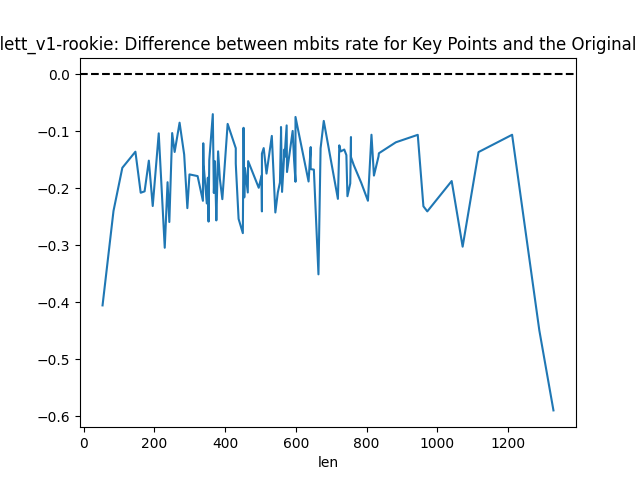 lett_v1-rookie: Difference between mbits rate for Key Points and the Original
0.0
−0.1
−0.2
−0.3
−0.4
−0.5
−0.6
0 200 400 600 800 1000 1200
len